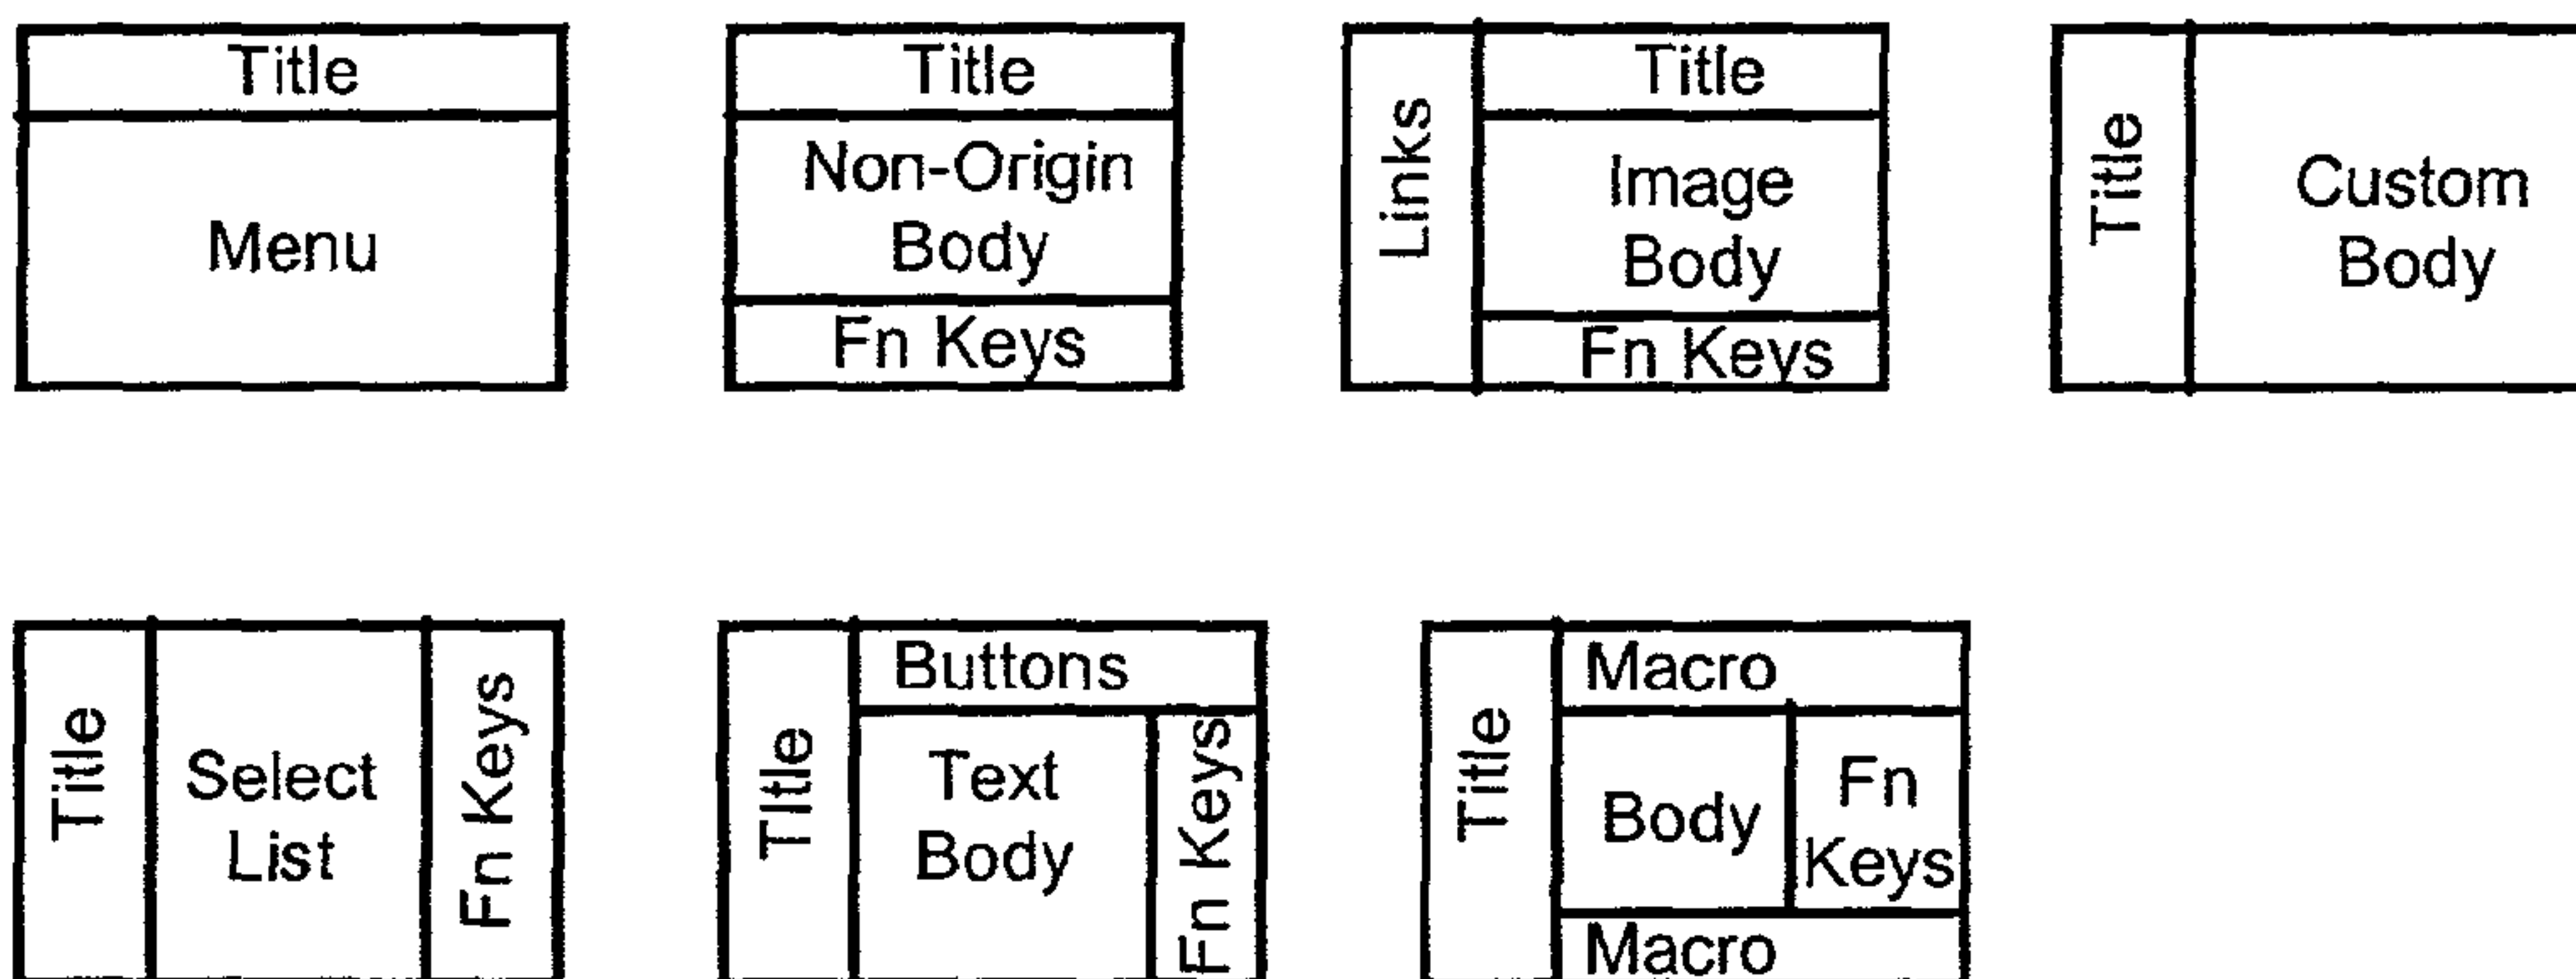 Title
Menu
Title
Non-Origin
Body
Fn Keys
Links
Title
Image
Body
Fn Keys
Title
Custom
Body
Title
Select
List
Fn Keys
Title
Buttons
Text
Body
Fn Keys
Title
Macro
Body
Fn
Keys
Macro